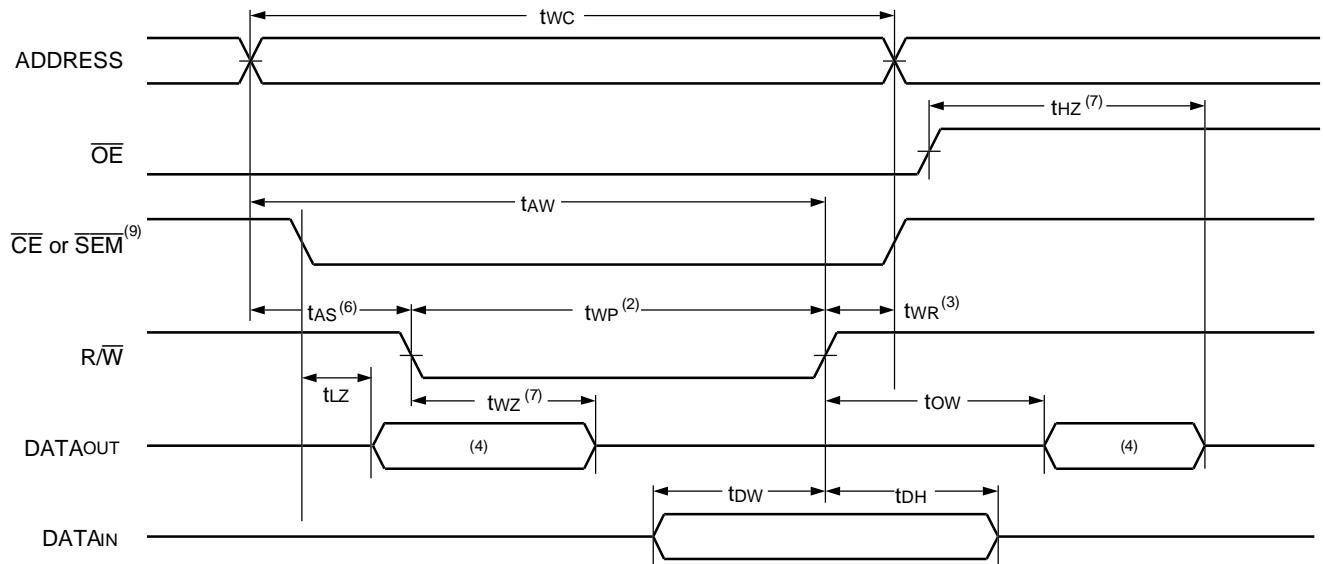 tWC
ADDRESS
tHZ (7)
OE
tAW
CE or SEM (9)
tAS (6)
tWP (2)
tWR (3)
R/W
tLZ
tWZ (7)
tOW
DATAOUT
(4)
(4)
tDW
tDH
DATAIN